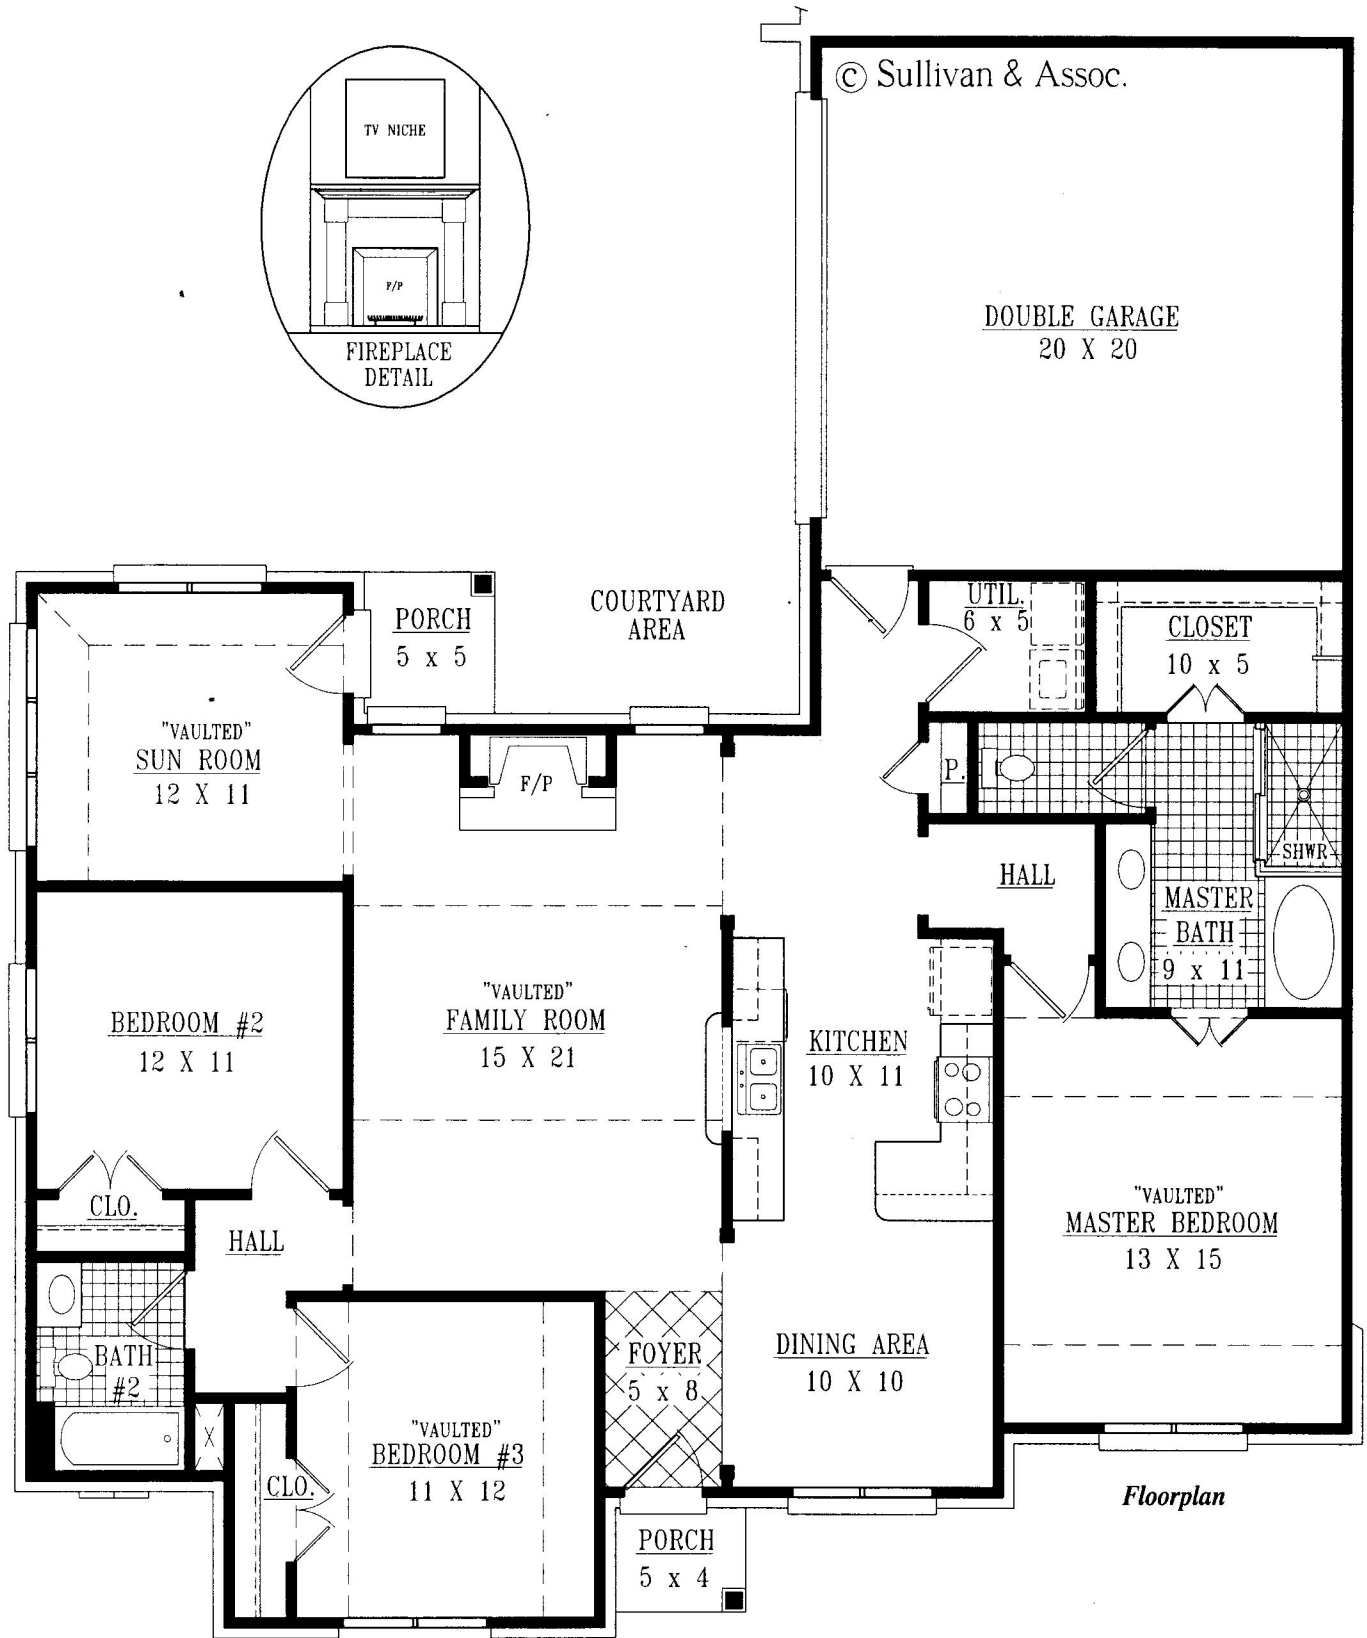 © Sullivan & Assoc.
TV NICHE
F/P
FIREPLACE
DETAIL
DOUBLE GARAGE
20 X 20
PORCH
5 x 5
COURTYARD
AREA
UTIL.
6 x 5
CLOSET
10 x 5
"VAULTED"
SUN ROOM
12 X 11
F/P
P.
SHWR
HALL
MASTER
BATH
9 x 11
BEDROOM #2
12 X 11
"VAULTED"
FAMILY ROOM
15 X 21
KITCHEN
10 X 11
CLO.
HALL
"VAULTED"
MASTER BEDROOM
13 X 15
BATH
#2
FOYER
5 x 8
DINING AREA
10 X 10
"VAULTED"
BEDROOM #3
11 X 12
CLO.
Floorplan
PORCH
5 x 4